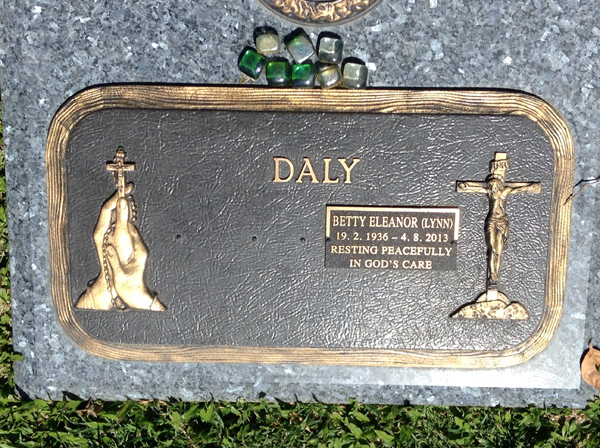 DALY
BETTY ELEANOR (LYNN)
19. 2. 1936 – 4. 8. 2013
RESTING PEACEFULLY
IN GOD'S CARE